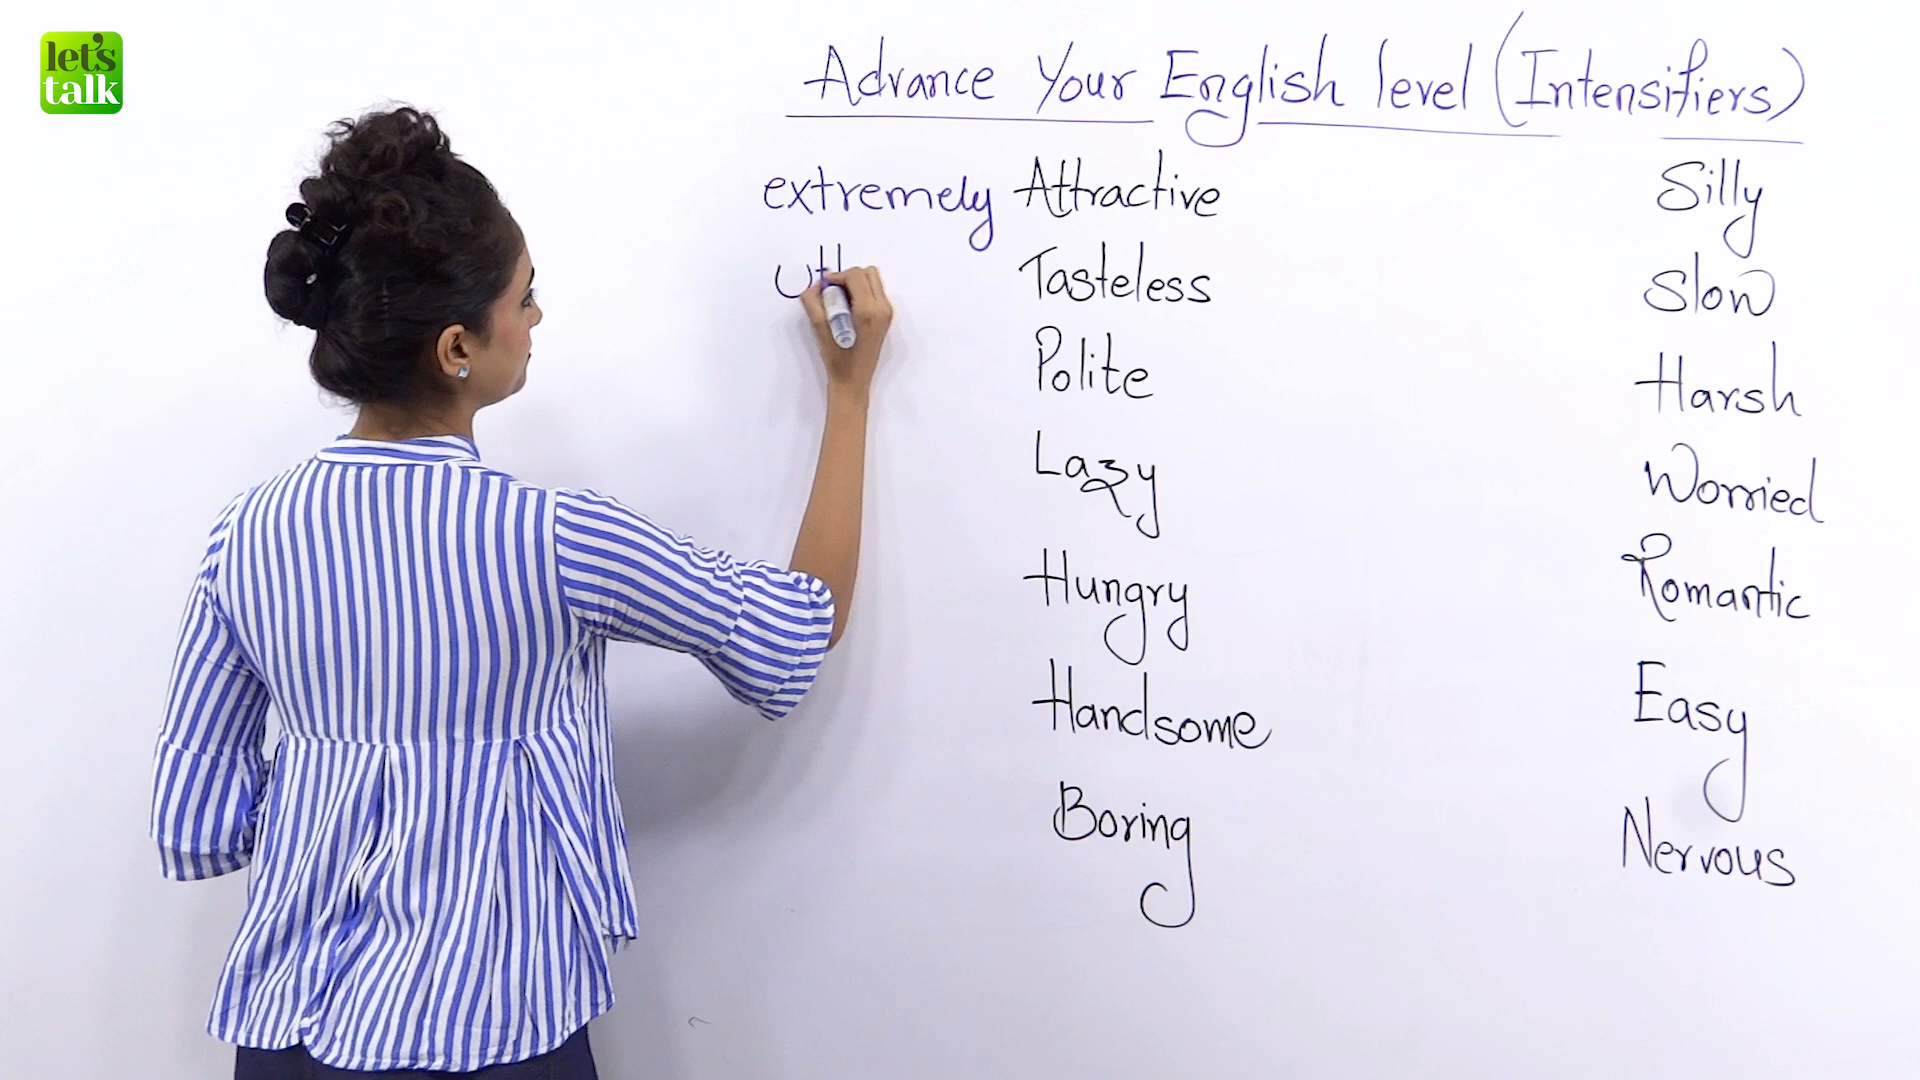 let's
talk
Advance Your English level (Intensifiers)
extremely Attractive Silly
Tasteless Slow
Polite Harsh
Lazy Worried
Hungry Romantic
Handsome Easy
Boring Nervous